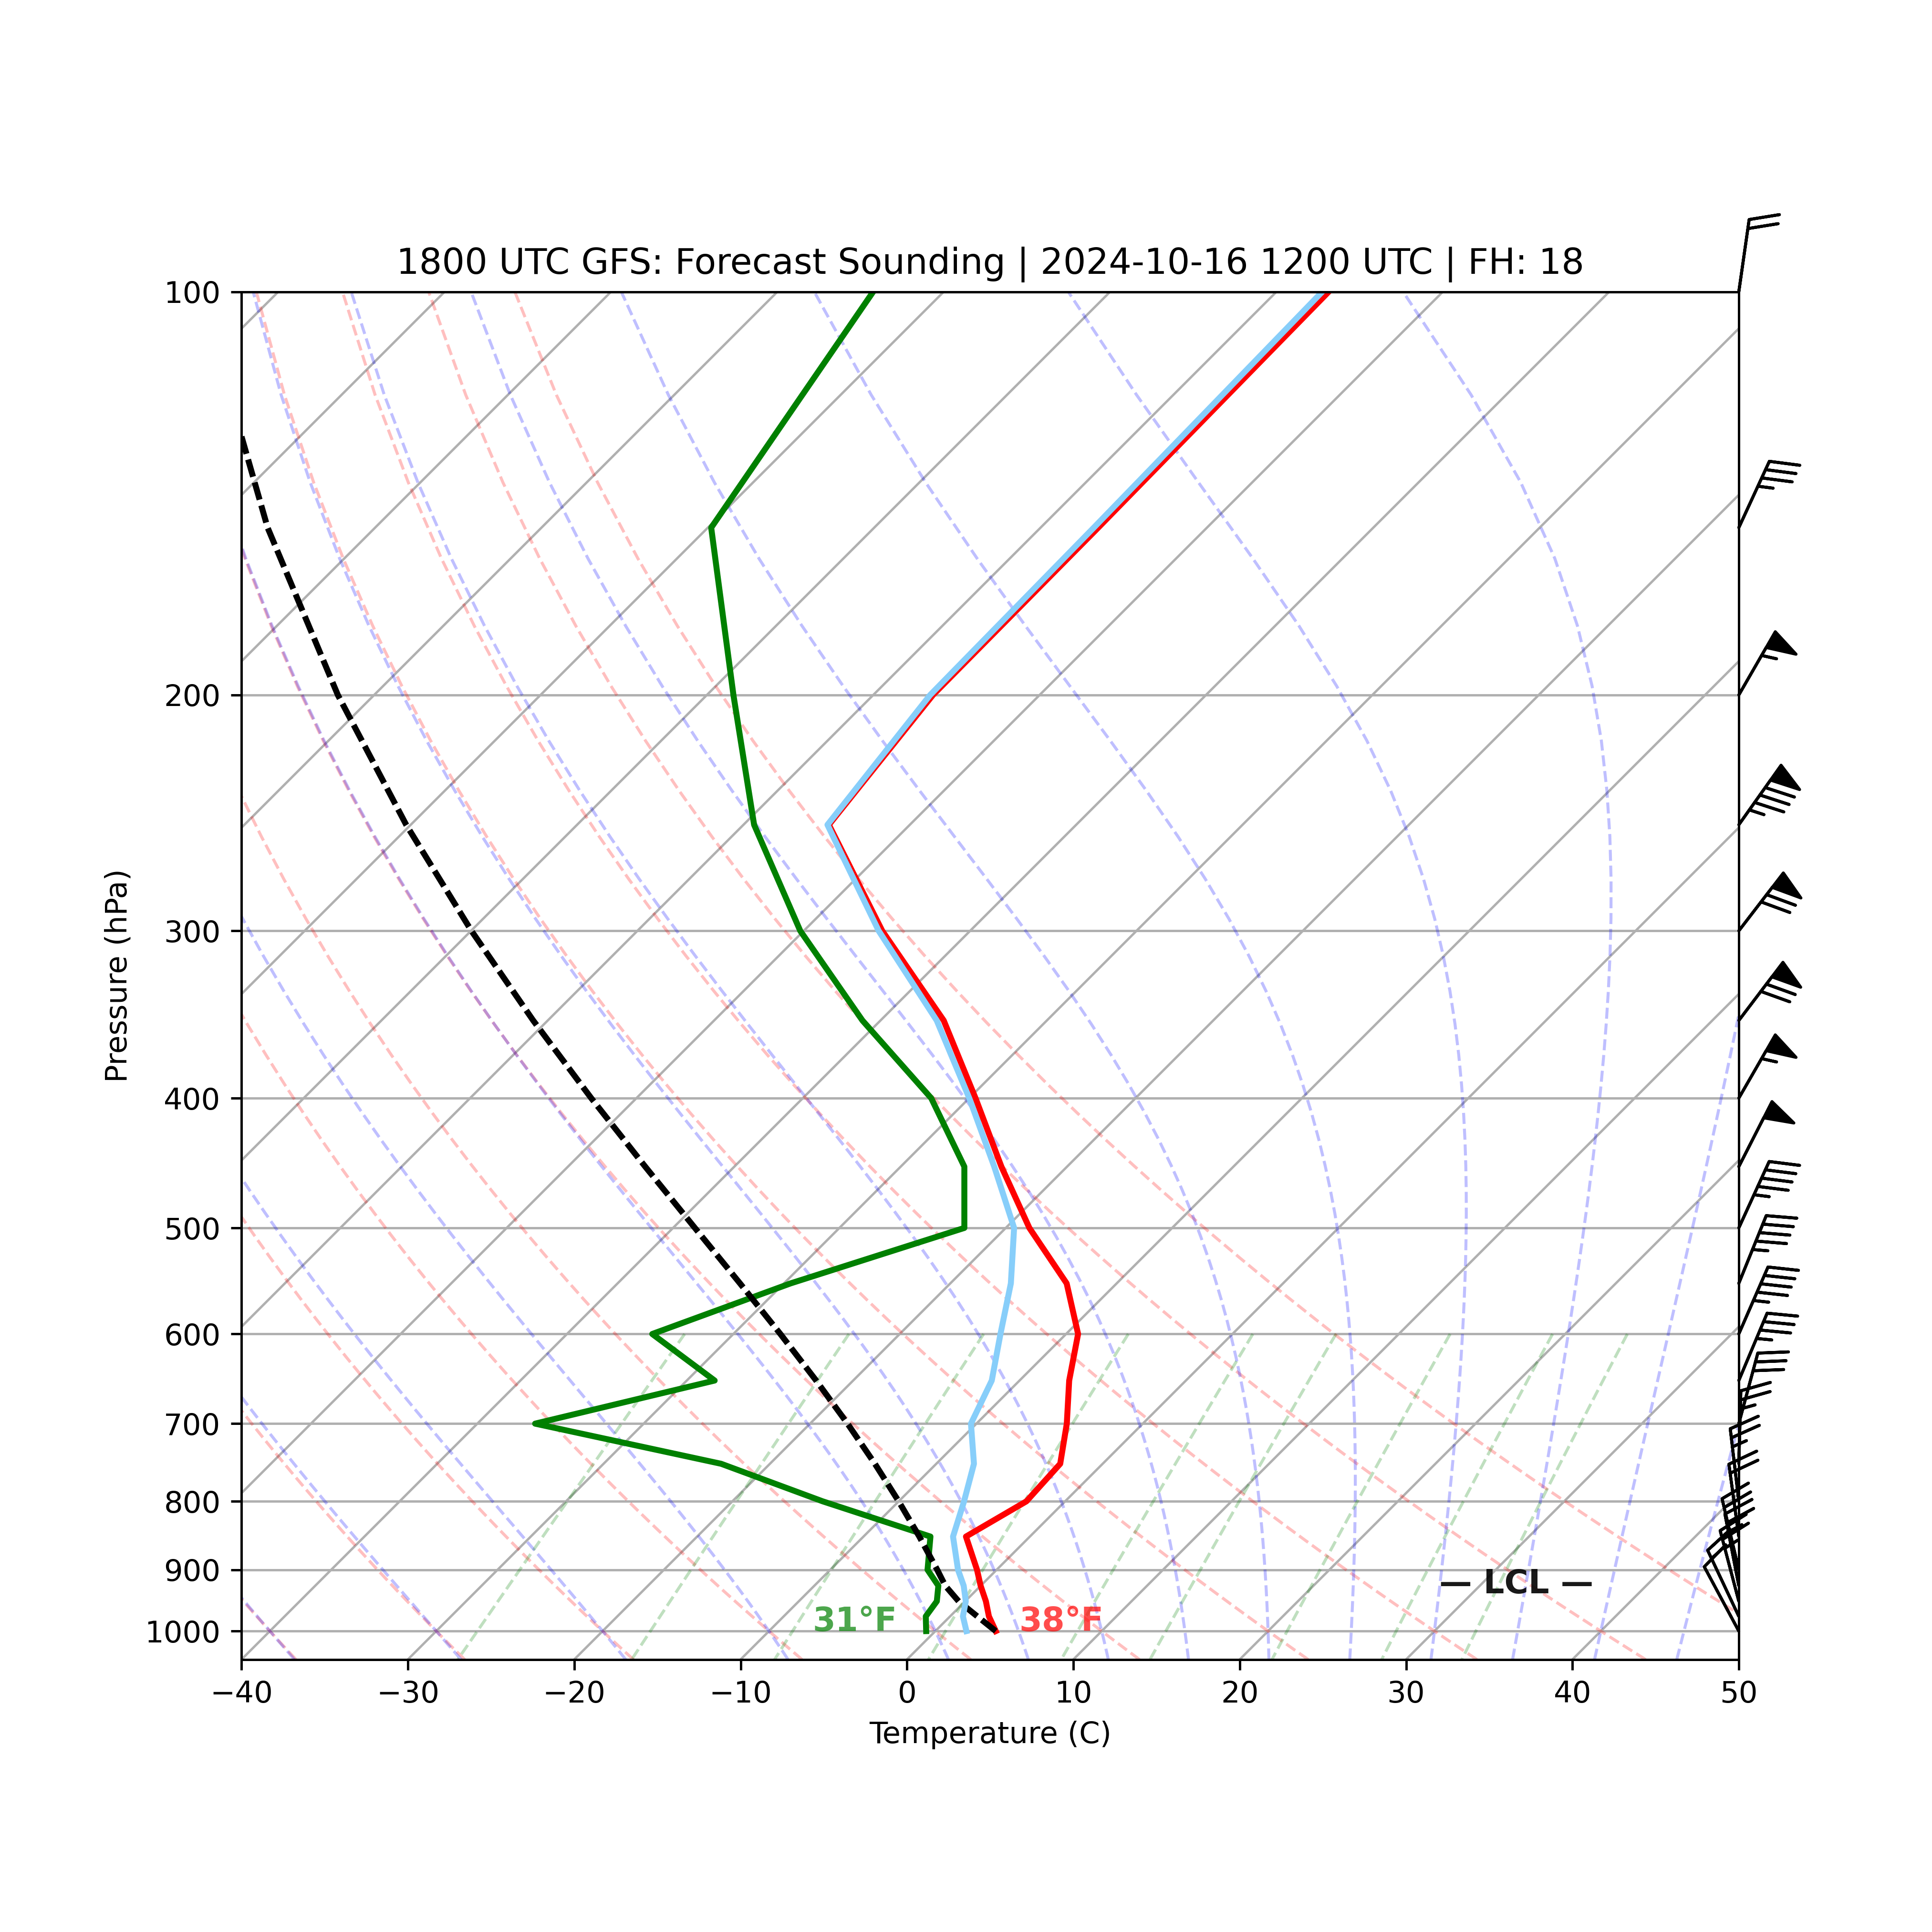 1800 UTC GFS: Forecast Sounding | 2024-10-16 1200 UTC | FH: 18
100
200
300
400
500
600
700
800
900
1000
Pressure (hPa)
— LCL —
31°F
38°F
−40 −30 −20 −10 0 10 20 30 40 50
Temperature (C)